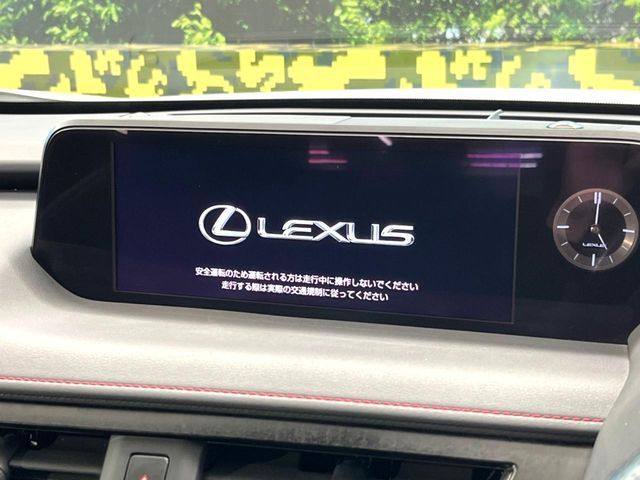 LEXUS
安全運転のため運転される方は走行中に操作しないでください
走行する際は実際の交通規制に従ってください
LEXUS